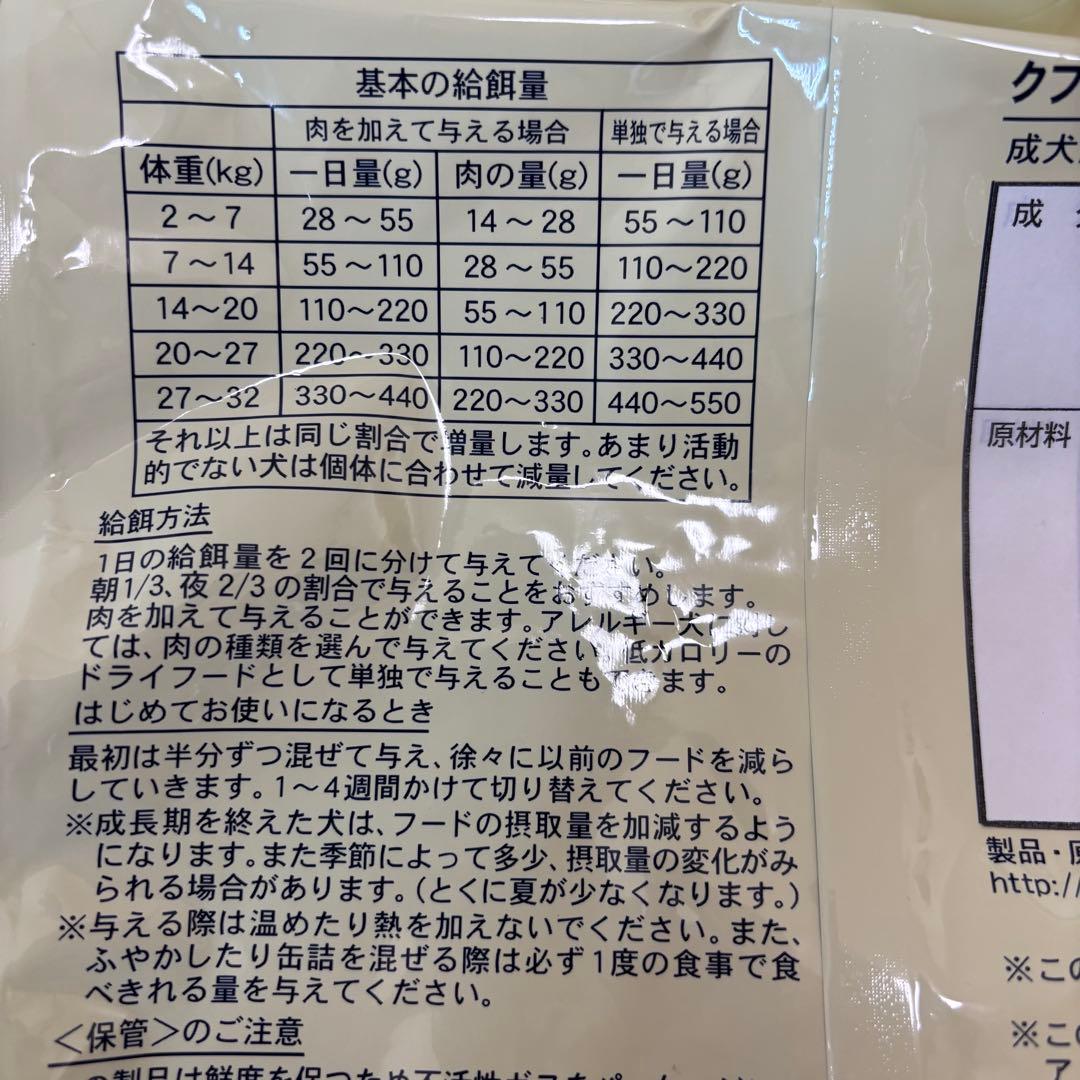 基本の給餌量
肉を加えて与える場合 単独で与える場合
体重(kg) 一日量(g) 肉の量(g) 一日量(g)
2～7 28～55 14～28 55～110
7～14 55～110 28～55 110～220
14～20 110～220 55～110 220～330
20～27 220～330 110～220 330～440
27～32 330～440 220～330 440～550
それ以上は同じ割合で増量します。あまり活動
的でない犬は個体に合わせて減量してください。
給餌方法
1日の給餌量を2回に分けて与えてください。
朝1/3、夜2/3の割合で与えることをおすすめします。
肉を加えて与えることができます。アレルギー犬に対し
ては、肉の種類を選んで与えてください。低カロリーの
ドライフードとして単独で与えることもできます。
はじめてお使いになるとき
最初は半分ずつ混ぜて与え、徐々に以前のフードを減ら
していきます。1～4週間かけて切り替えてください。
※成長期を終えた犬は、フードの摂取量を加減するよう
になります。また季節によって多少、摂取量の変化がみ
られる場合があります。(とくに夏が少なくなります。)
※与える際は温めたり熱を加えないでください。また、
ふやかしたり缶詰を混ぜる際は必ず1度の食事で食
べきれる量を与えてください。
＜保管＞のご注意
製品は鮮度を保つため
ク
成犬
成
原材料
製品・
http://
※この
※この
ア